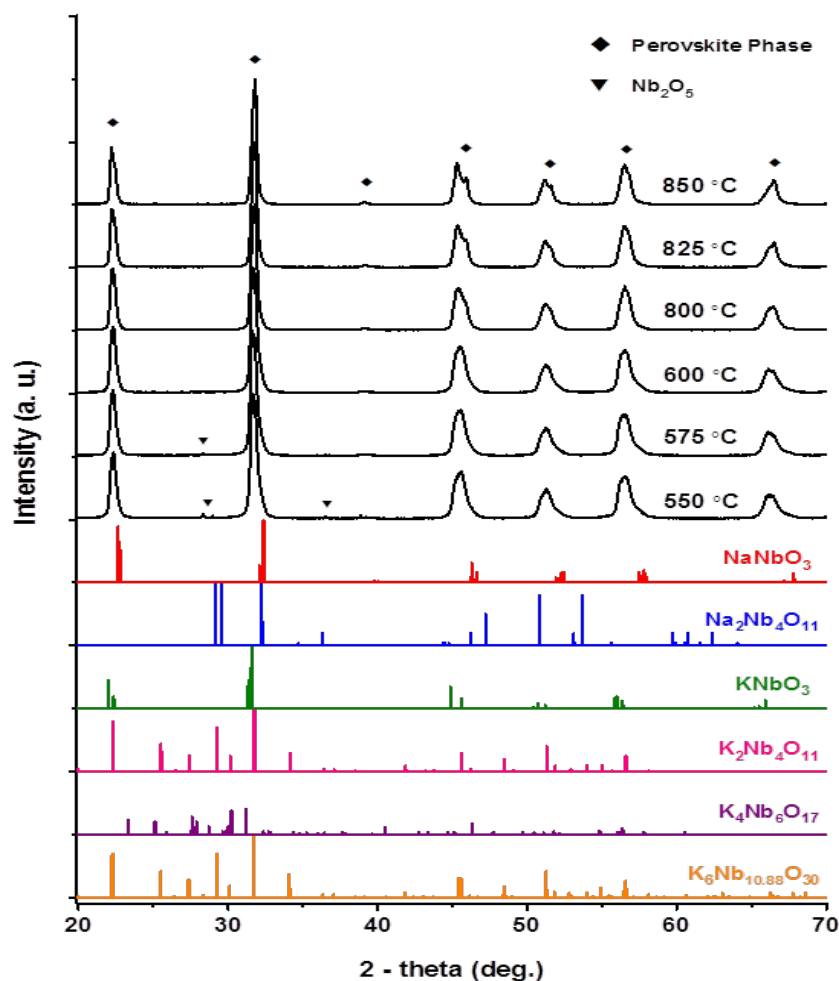 ◆ Perovskite Phase
▼ Nb₂O₅
850 °C
825 °C
800 °C
600 °C
575 °C
550 °C
NaNbO₃
Na₂Nb₄O₁₁
KNbO₃
K₂Nb₄O₁₁
K₄Nb₆O₁₇
K₆Nb₁₀.₈₈O₃₀
Intensity (a. u.)
20 30 40 50 60 70
2 - theta (deg.)